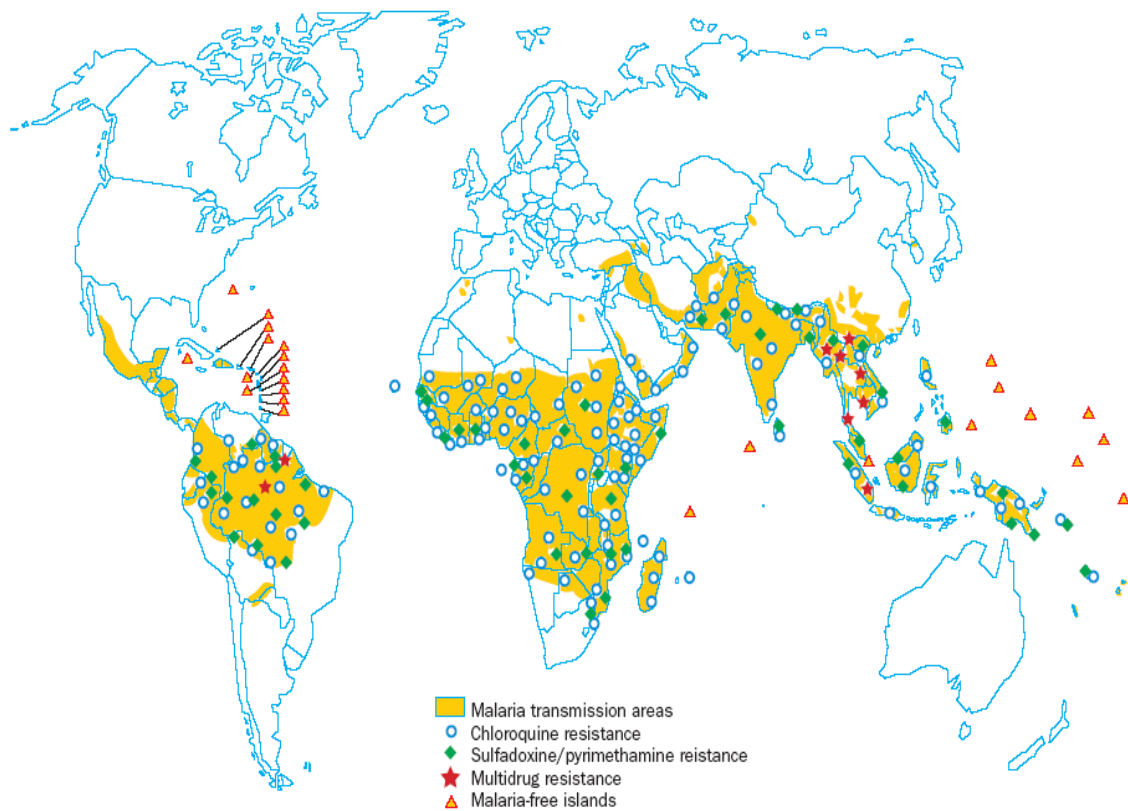 Malaria transmission areas
Chloroquine resistance
Sulfadoxine/pyrimethamine reistance
Multidrug resistance
Malaria-free islands